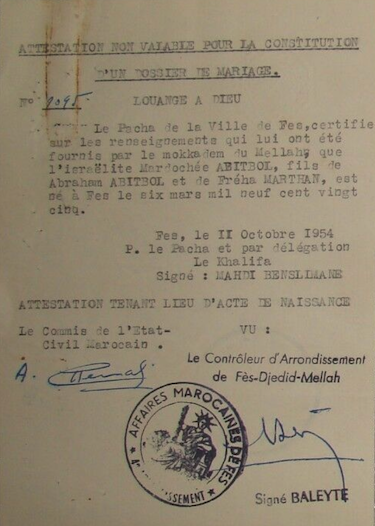 ATTESTATION NON VALABLE POUR LA CONSTITUTION
D'UN DOSSIER DE MARIAGE.
N°
LOUANGE A DIEU
Le Pacha de la Ville de Fes, certifie
sur les renseignements qui lui ont été
fournis par le mokkadem du Mellah, que
l'israëlite Mardochée ABITBOL, fils de
Abraham ABITBOL et de Fréha MARTHAN, est
né à Fes le six mars mil neuf cent vingt
cinq.
Fes, le II Octobre I954
P. le Pacha et par délégation
Le Khalifa
Signé : MAHDI BENSLIMANE
ATTESTATION TENANT LIEU D'ACTE DE NAISSANCE
Le Commis de l'Etat-
Civil Marocain .
VU :
Le Contrôleur d'Arrondissement
de Fès-Djedid-Mellah
A.
AFFAIRES MAROCAINES DE FES
Signé BALEYTE